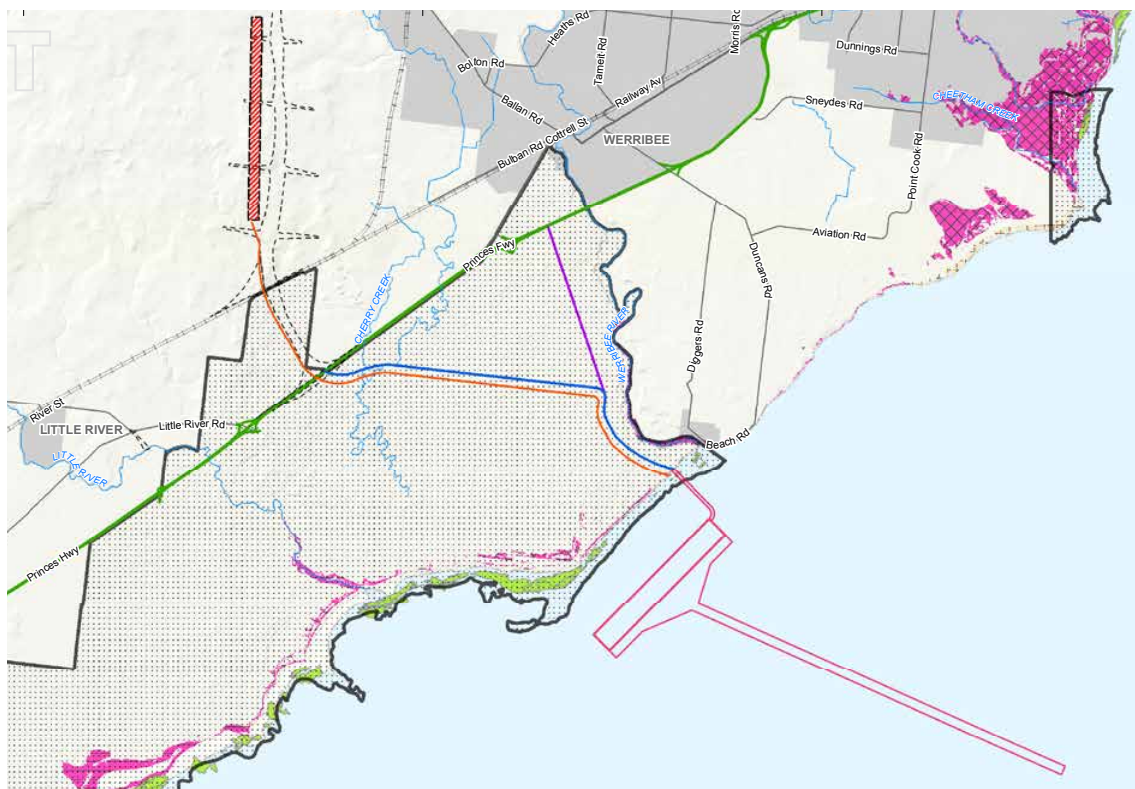 T
Heaths Rd
Morris Rd
Dunnings Rd
Bolton Rd
Tarneit Rd
Railway Av
Ballan Rd
CHEETHAM CREEK
Sneydes Rd
Bulban Rd
Cottrell St
WERRIBEE
Point Cook Rd
Aviation Rd
Princes Fwy
Duncans Rd
CHERRY CREEK
WERRIBEE RIVER
Diggers Rd
River St
LITTLE RIVER
Little River Rd
Beach Rd
LITTLE RIVER
Princes Hwy